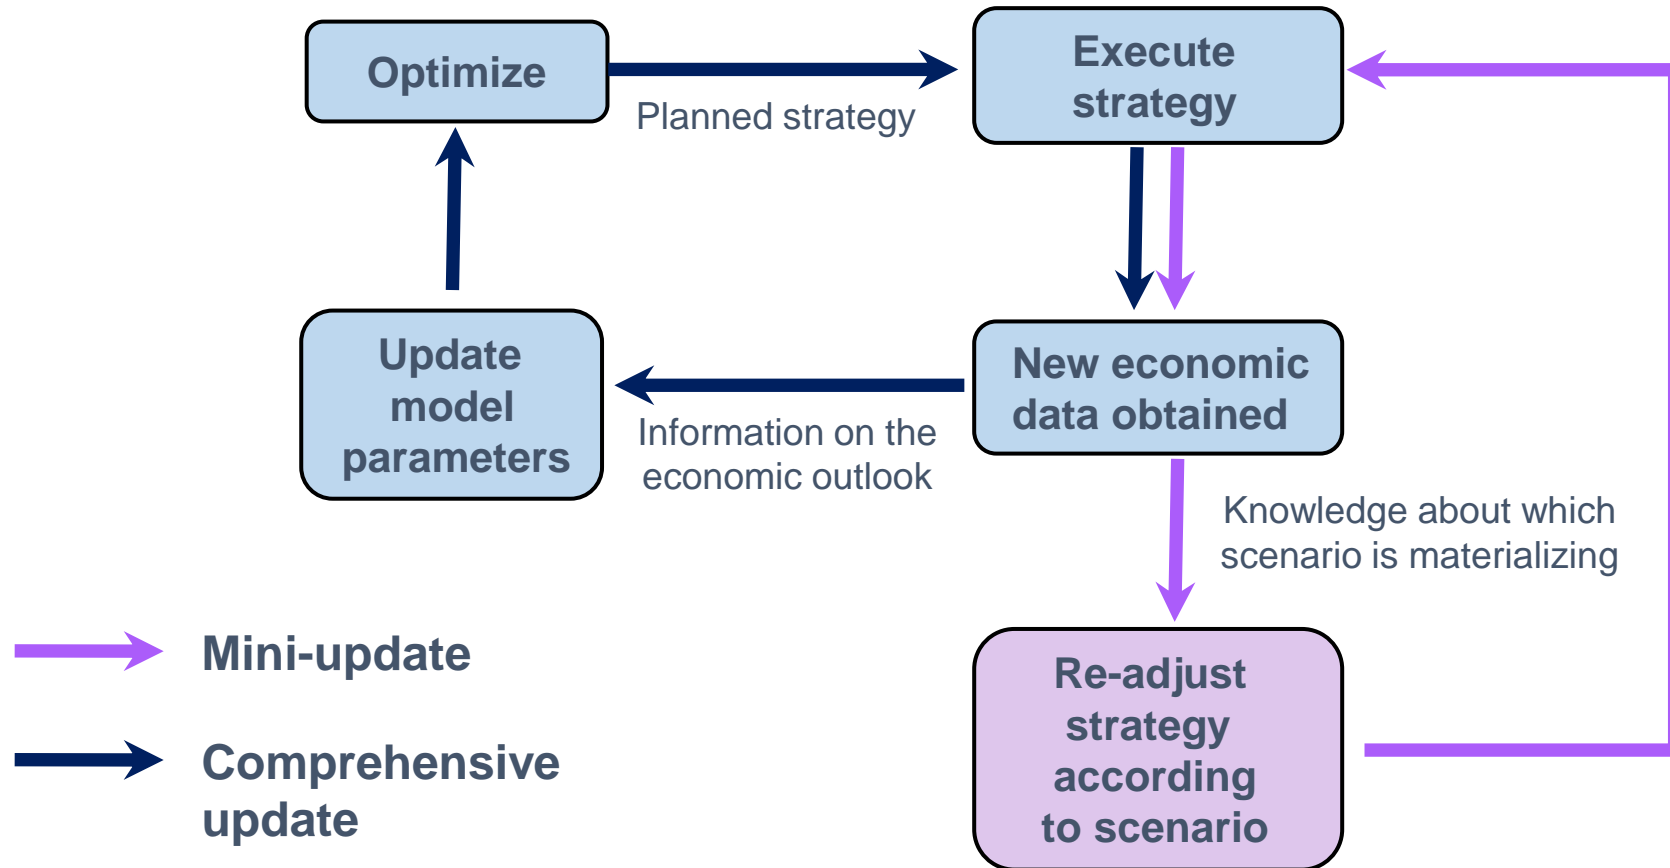 Optimize
Planned strategy
Execute
strategy
Update
model
parameters
Information on the
economic outlook
New economic
data obtained
Knowledge about which
scenario is materializing
Re-adjust
strategy
according
to scenario
Mini-update
Comprehensive
update